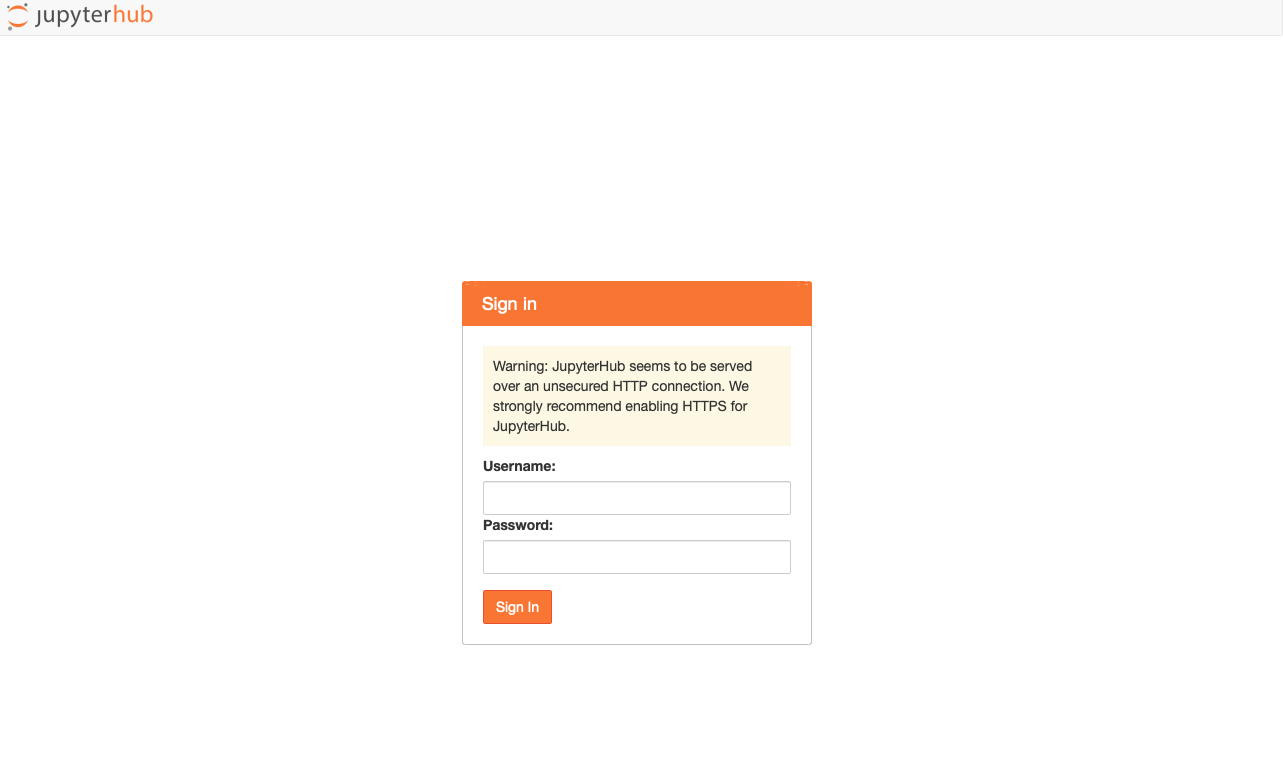 jupyterhub
Sign in
Warning: JupyterHub seems to be served
over an unsecured HTTP connection. We
strongly recommend enabling HTTPS for
JupyterHub.
Username:
Password:
Sign In